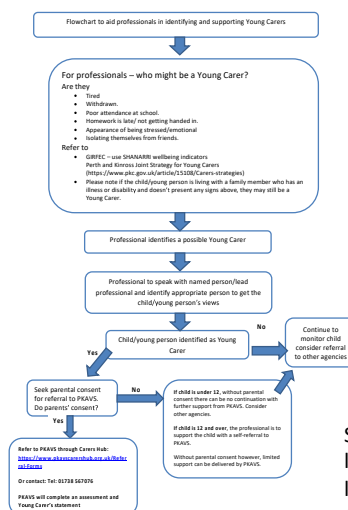 Flowchart to aid professionals in identifying and supporting Young Carers
For professionals – who might be a Young Carer?
Are they
• Tired
• Withdrawn.
• Poor attendance at school.
• Homework is late/ not getting handed in.
• Appearance of being stressed/emotional
• Isolating themselves from friends.
Refer to
• GIRFEC – use SHANARRI wellbeing indicators
Perth and Kinross Joint Strategy for Young Carers
(https://www.pkc.gov.uk/article/15108/Carers-strategies)
• Please note if the child/young person is living with a family member who has an
illness or disability and doesn't present any signs above, they may still be a
Young Carer.
Professional identifies a possible Young Carer
Professional to speak with named person/lead
professional and identify appropriate person to get the
child/young person's views
Child/young person identified as Young
Carer
No
Continue to
monitor child
consider referral
to other agencies
Yes
Seek parental consent
for referral to PKAVS.
Do parents' consent?
No
If child is under 12, without parental
consent there can be no continuation with
further support from PKAVS. Consider
other agencies.
If child is 12 and over, the professional is to
support the child with a self-referral to
PKAVS.
Without parental consent however, limited
support can be delivered by PKAVS.
Yes
Refer to PKAVS through Carers Hub:
https://www.pkavscarershub.org.uk/Refer
ral-Forms
Or contact: Tel: 01738 567076
PKAVS will complete an assessment and
Young Carer's statement